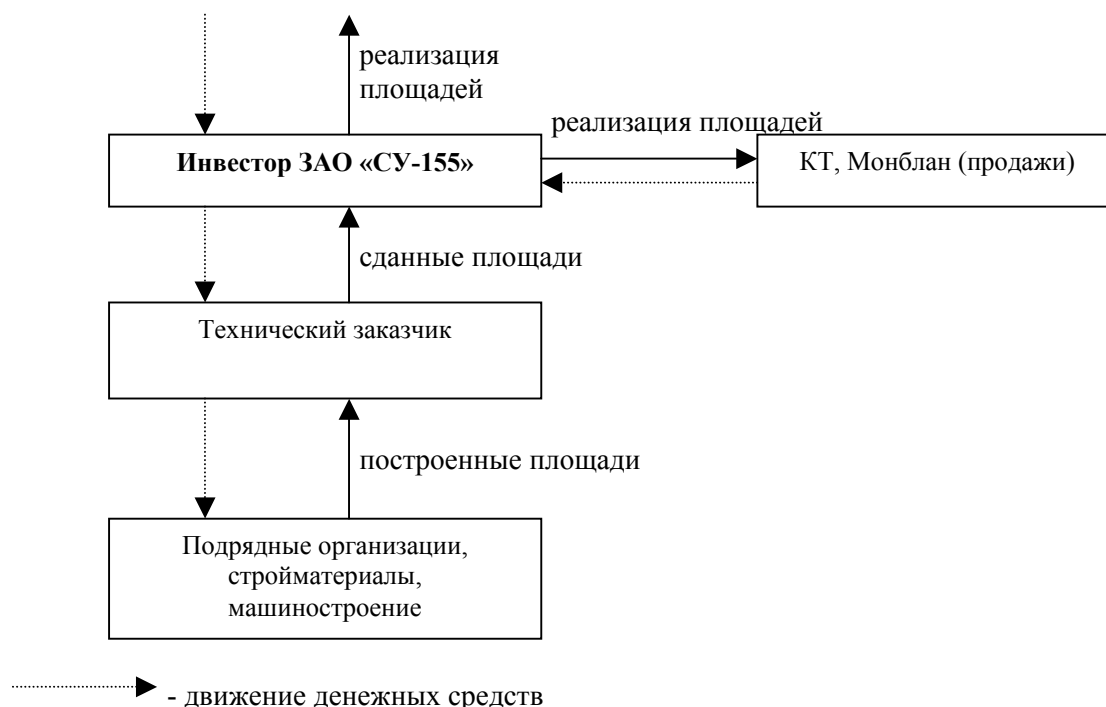 реализация
площадей
реализация площадей
Инвестор ЗАО «СУ-155»
КТ, Монблан (продажи)
сданные площади
Технический заказчик
построенные площади
Подрядные организации,
стройматериалы,
машиностроение
- движение денежных средств